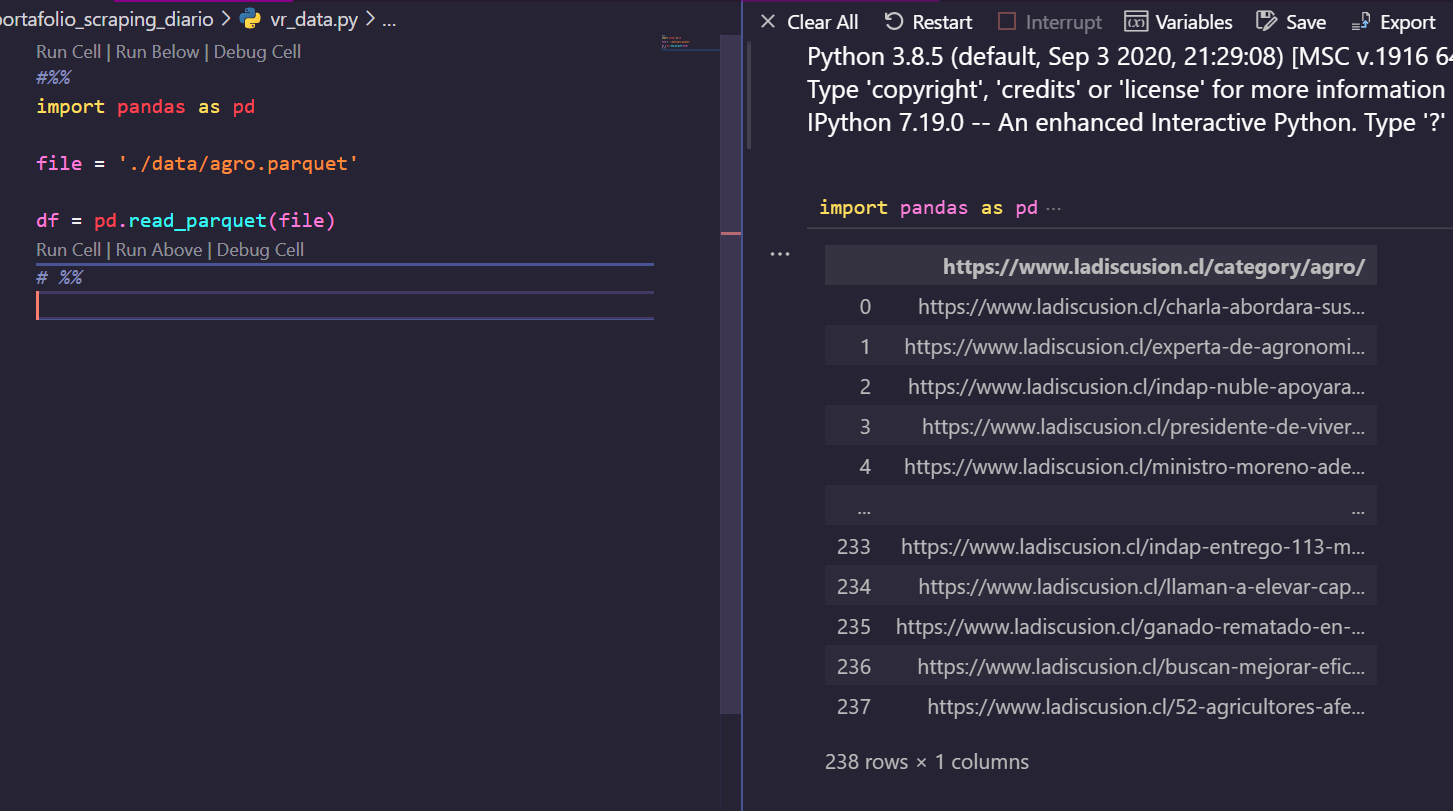 portafolio_scraping_diario > vr_data.py > ...
Run Cell | Run Below | Debug Cell
#%%
import pandas as pd
file = './data/agro.parquet'
df = pd.read_parquet(file)
Run Cell | Run Above | Debug Cell
# %%
Clear All Restart Interrupt Variables Save Export
Python 3.8.5 (default, Sep 3 2020, 21:29:08) [MSC v.1916 64
Type 'copyright', 'credits' or 'license' for more information
IPython 7.19.0 -- An enhanced Interactive Python. Type '?'
import pandas as pd ...
...
https://www.ladiscusion.cl/category/agro/
0 https://www.ladiscusion.cl/charla-abordara-sus...
1 https://www.ladiscusion.cl/experta-de-agronomi...
2 https://www.ladiscusion.cl/indap-nuble-apoyara...
3 https://www.ladiscusion.cl/presidente-de-viver...
4 https://www.ladiscusion.cl/ministro-moreno-ade...
... ...
233 https://www.ladiscusion.cl/indap-entrego-113-m...
234 https://www.ladiscusion.cl/llaman-a-elevar-cap...
235 https://www.ladiscusion.cl/ganado-rematado-en-...
236 https://www.ladiscusion.cl/buscan-mejorar-efic...
237 https://www.ladiscusion.cl/52-agricultores-afe...
238 rows × 1 columns